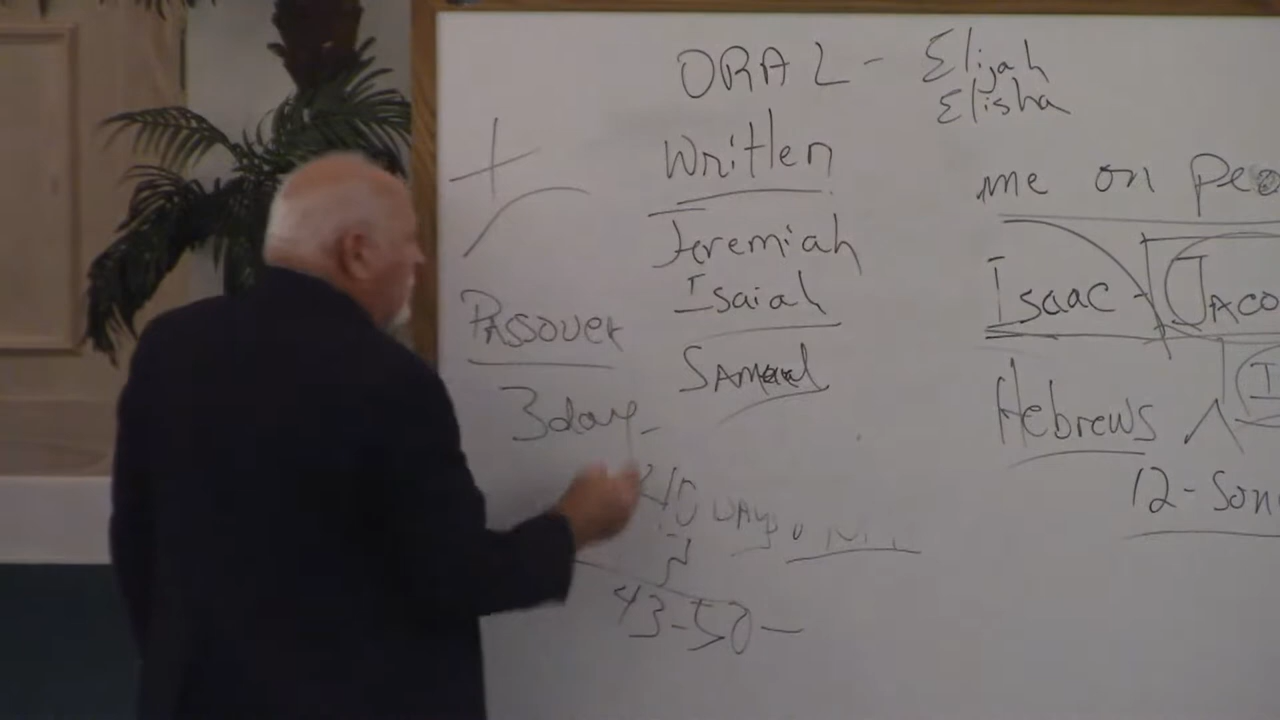 ORAL - Elijah
Elisha
Written
Jeremiah
Isaiah
Samuel
Passover
3 days
40 DAYS
43-50 -
me on Peo
Isaac - JACO
Hebrews
12-Son